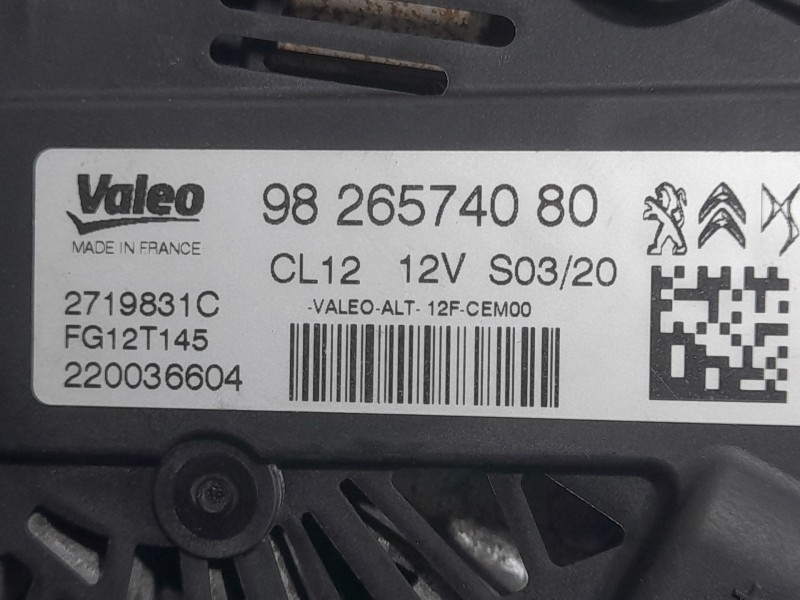 Valeo
MADE IN FRANCE
98 265740 80
CL12 12V S03/20
-VALEO-ALT- 12F-CEM00
2719831C
FG12T145
220036604